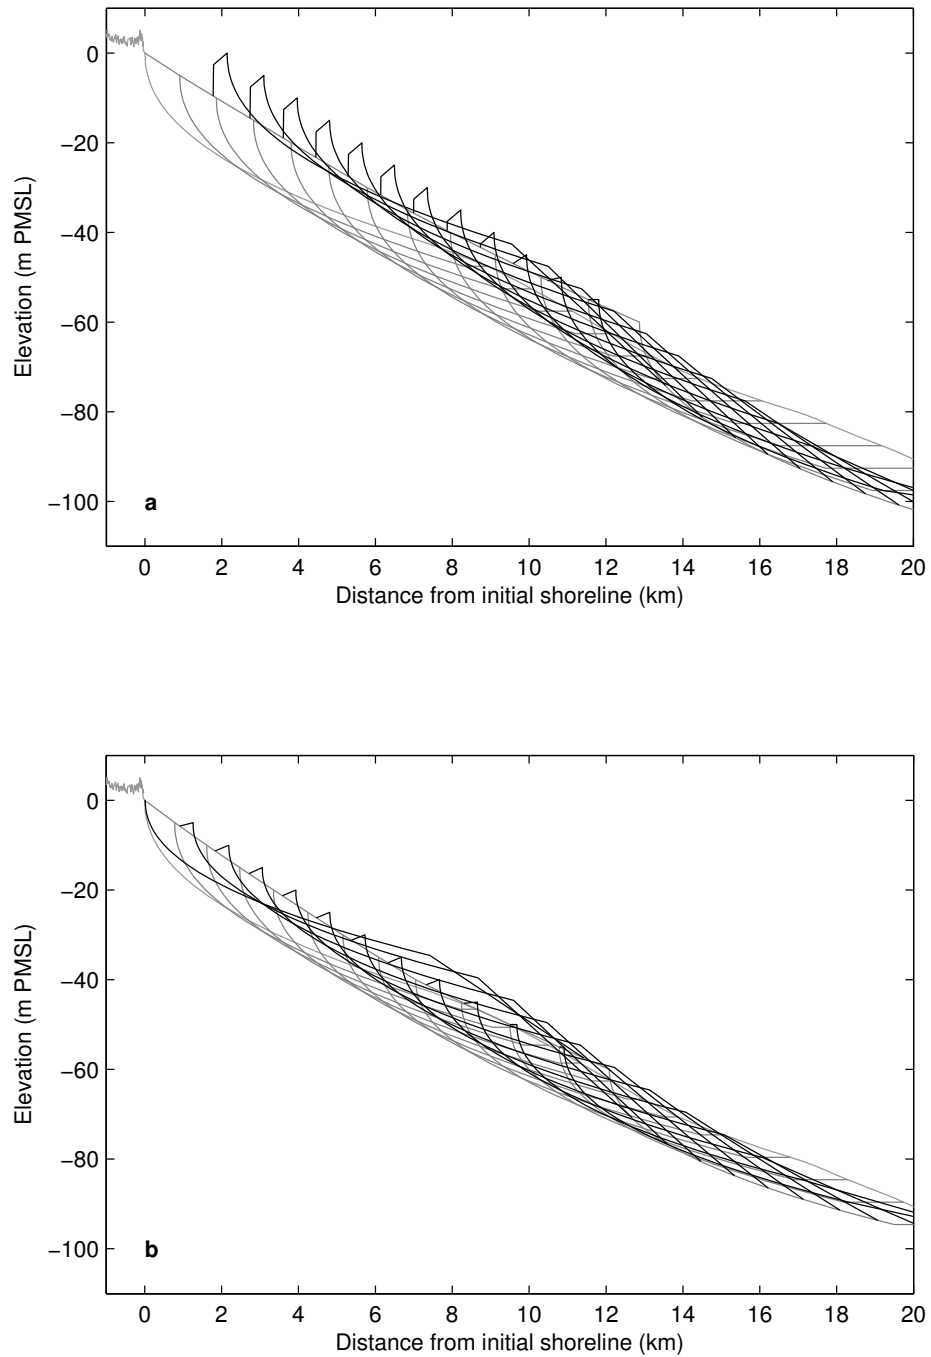 0
−20
−40
−60
−80
−100
Elevation (m PMSL)
a
0 2 4 6 8 10 12 14 16 18 20
Distance from initial shoreline (km)
0
−20
−40
−60
−80
−100
Elevation (m PMSL)
b
0 2 4 6 8 10 12 14 16 18 20
Distance from initial shoreline (km)